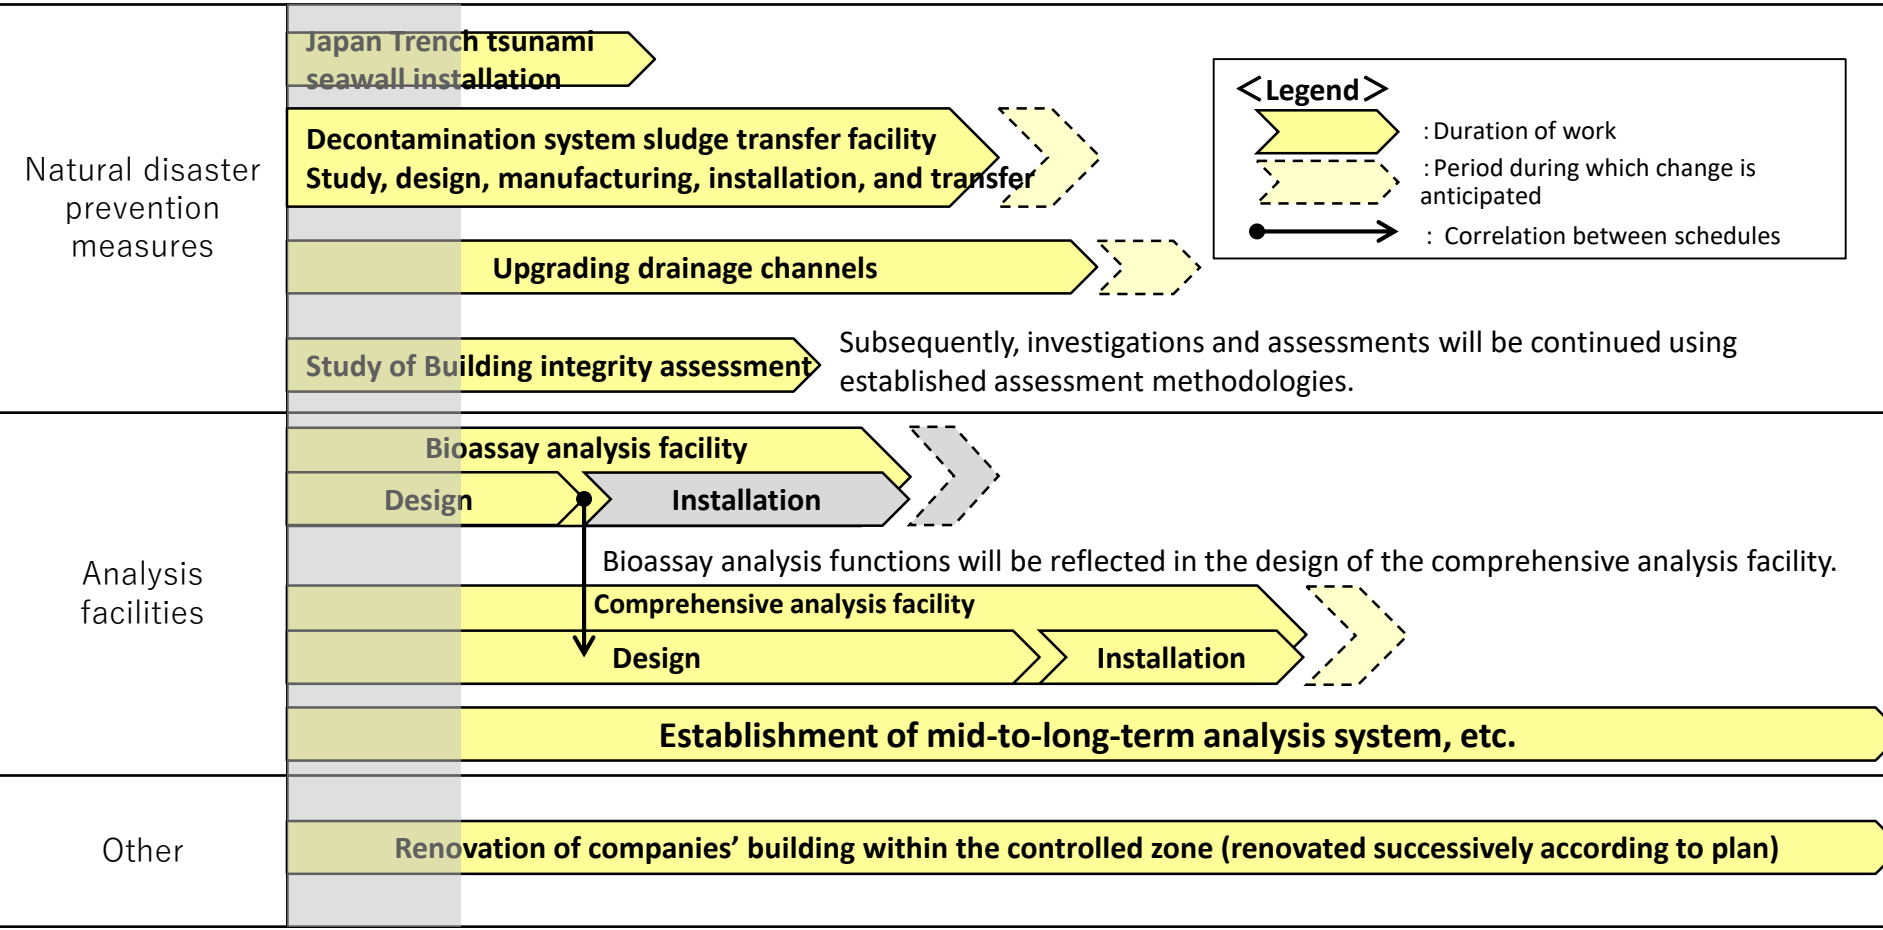 Japan Trench tsunami
seawall installation
Decontamination system sludge transfer facility
Study, design, manufacturing, installation, and transfer
Natural disaster
prevention
measures
Upgrading drainage channels
Study of Building integrity assessment
Subsequently, investigations and assessments will be continued using
established assessment methodologies.
<Legend>
: Duration of work
: Period during which change is
anticipated
: Correlation between schedules
Analysis
facilities
Bioassay analysis facility
Design
Installation
Bioassay analysis functions will be reflected in the design of the comprehensive analysis facility.
Comprehensive analysis facility
Design
Installation
Establishment of mid-to-long-term analysis system, etc.
Other
Renovation of companies’ building within the controlled zone (renovated successively according to plan)